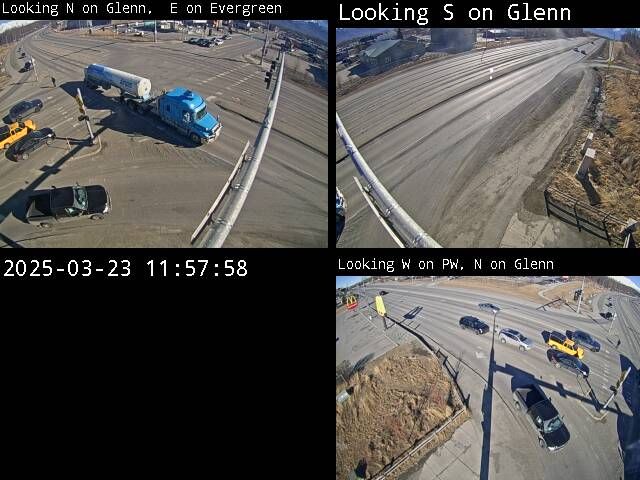 Looking N on Glenn, E on Evergreen
Looking S on Glenn
2025-03-23 11:57:58
Looking W on PW, N on Glenn